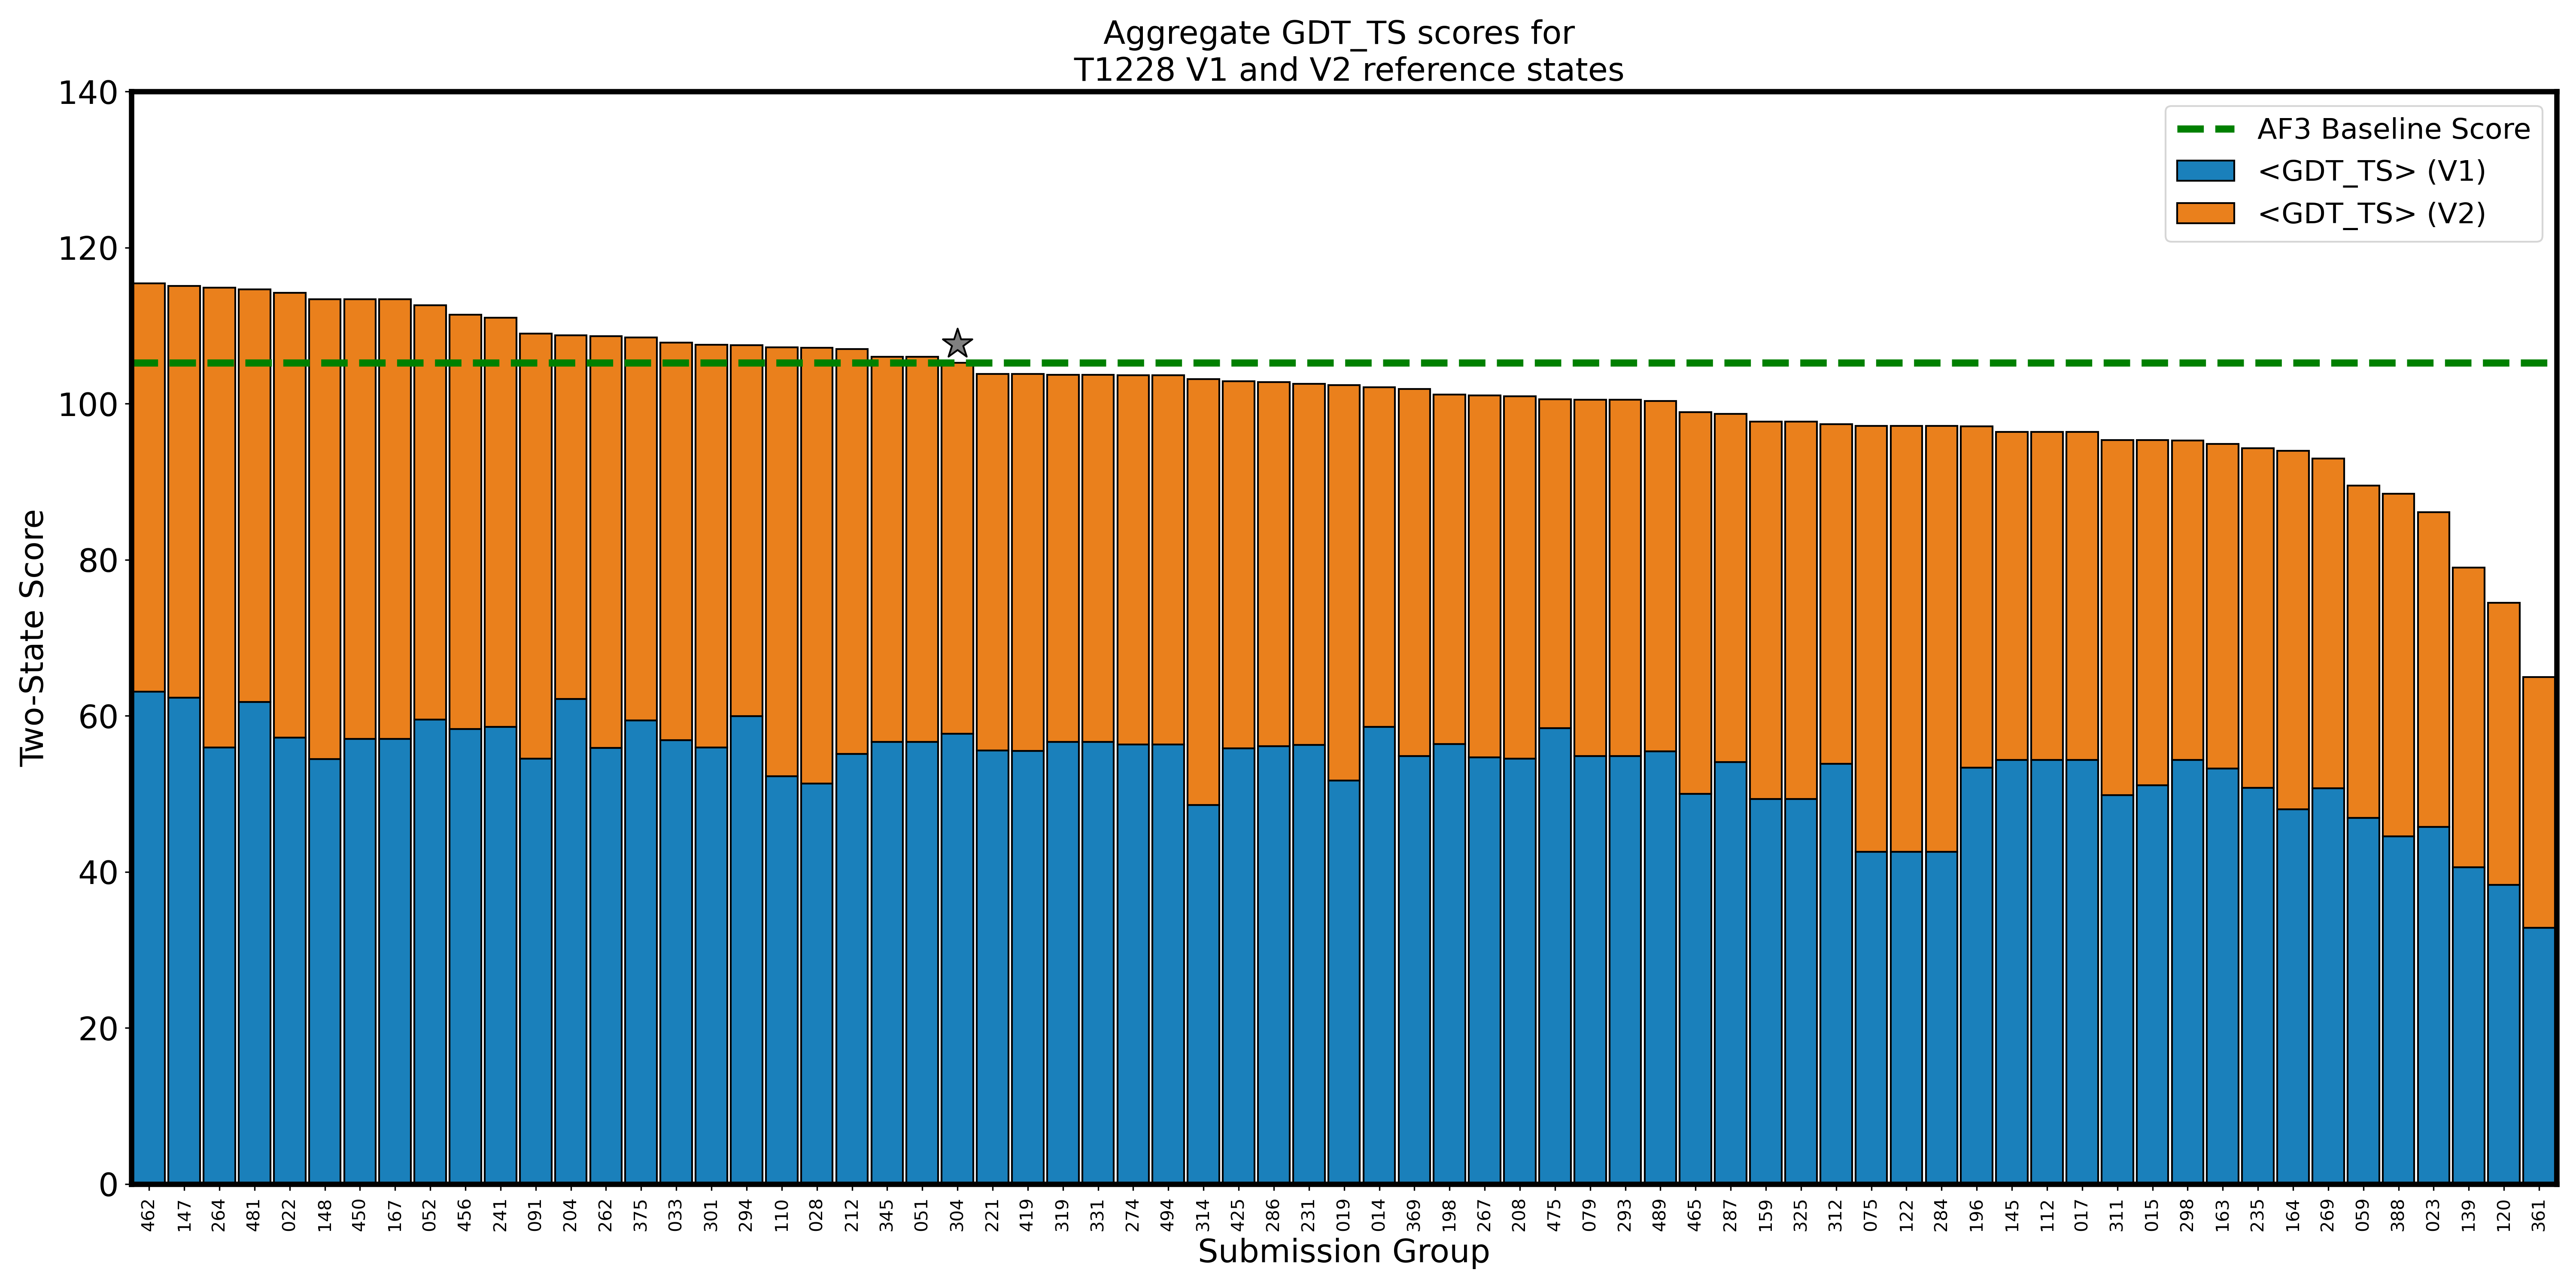 Aggregate GDT_TS scores for
T1228 V1 and V2 reference states
AF3 Baseline Score
<GDT_TS> (V1)
<GDT_TS> (V2)
Two-State Score
140
120
100
80
60
40
20
0
462 147 264 481 022 148 450 167 052 456 241 091 204 262 375 033 301 294 110 028 212 345 051 304 221 419 319 331 274 494 314 425 286 231 019 014 369 198 267 208 475 079 293 489 465 287 159 325 312 075 122 284 196 145 112 017 311 015 298 163 235 164 269 059 388 023 139 120 361
Submission Group